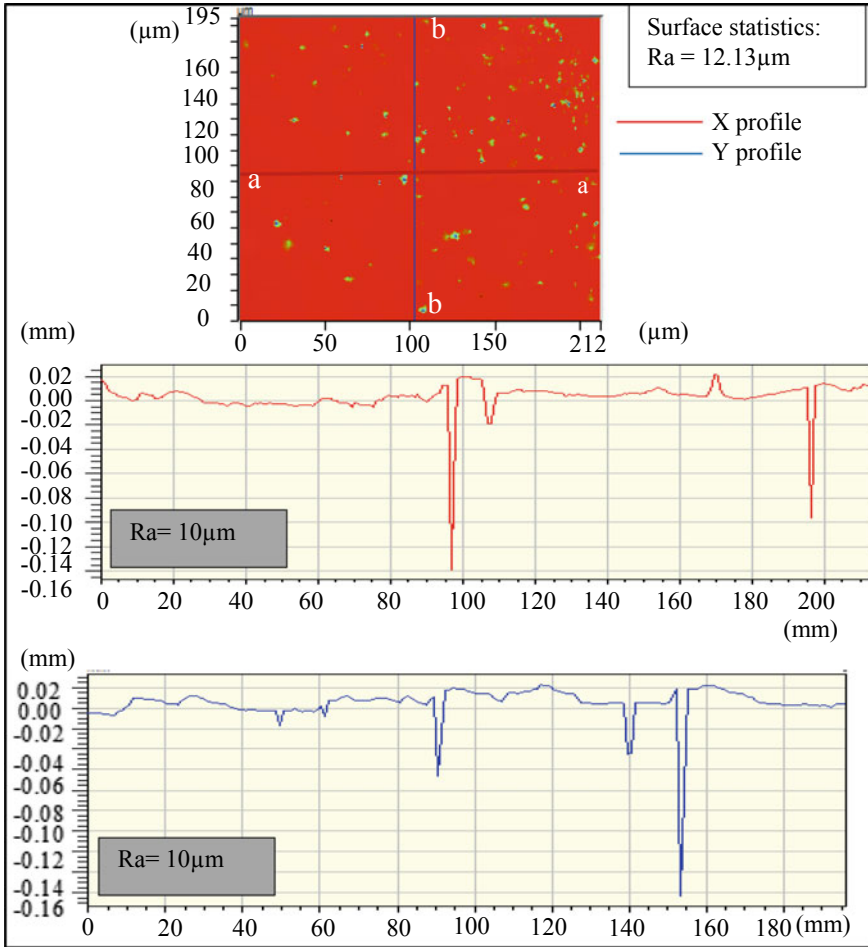 (µm)
195
160
140
120
100
80
60
40
20
0
b
a
a
b
0 50 100 150 212 (µm)
Surface statistics:
Ra = 12.13µm
X profile
Y profile
(mm)
0.02
0.00
-0.02
-0.04
-0.06
-0.08
-0.10
-0.12
-0.14
-0.16
Ra= 10µm
0 20 40 60 80 100 120 140 160 180 200
(mm)
(mm)
0.02
0.00
-0.02
-0.04
-0.06
-0.08
-0.10
-0.12
-0.14
-0.16
Ra= 10µm
0 20 40 60 80 100 120 140 160 180 (mm)